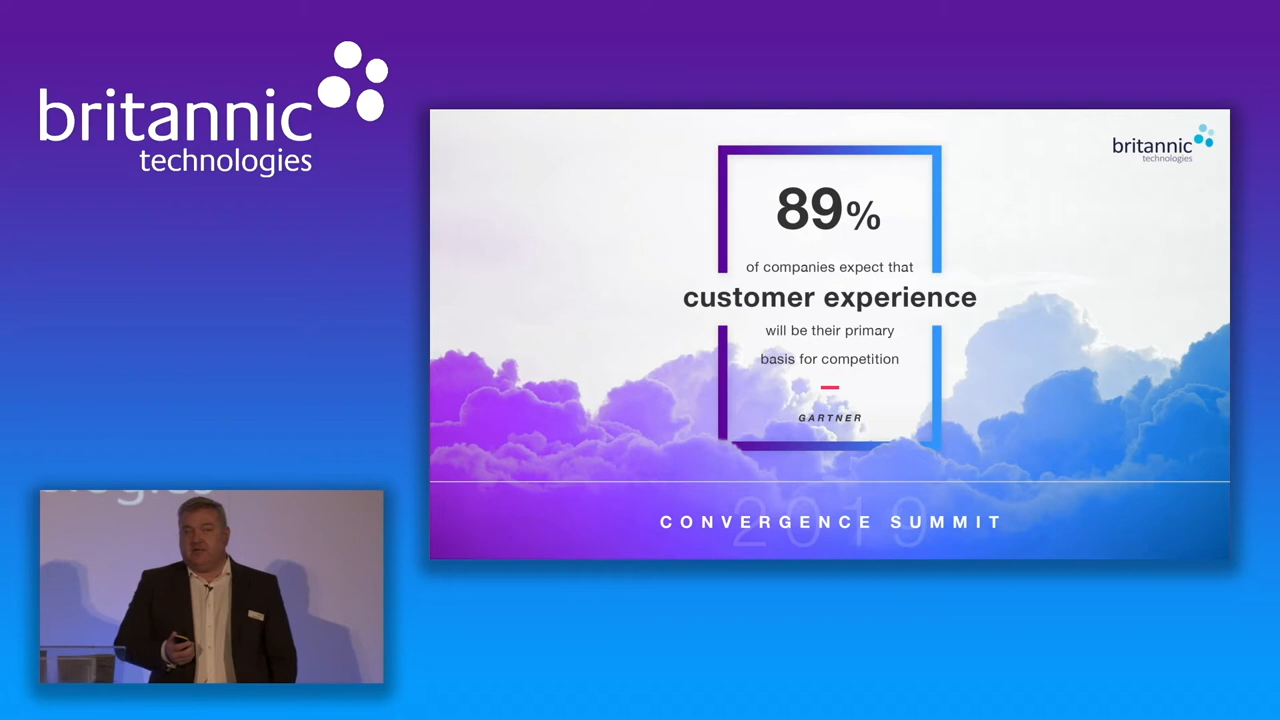 britannic
technologies
britannic
technologies
89%
of companies expect that
customer experience
will be their primary
basis for competition
GARTNER
2019
CONVERGENCE SUMMIT